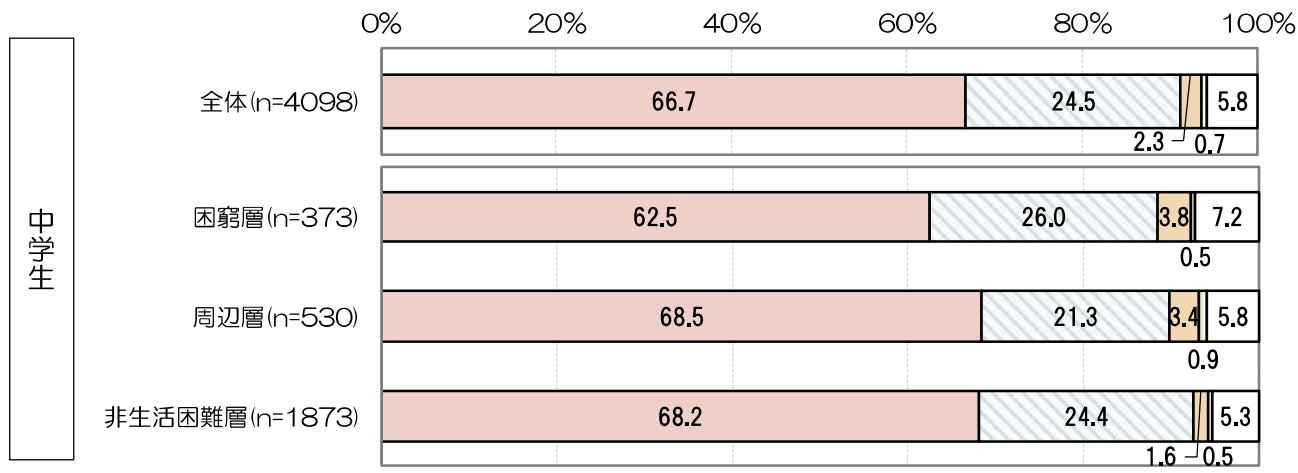 0% 20% 40% 60% 80% 100%
中学生
全体(n=4098) 66.7 24.5 5.8
2.3 0.7
困窮層(n=373) 62.5 26.0 3.8 7.2
0.5
周辺層(n=530) 68.5 21.3 3.4 5.8
0.9
非生活困難層(n=1873) 68.2 24.4 5.3
1.6 0.5